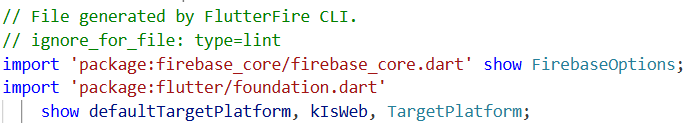 // File generated by FlutterFire CLI.
// ignore_for_file: type=lint
import 'package:firebase_core/firebase_core.dart' show FirebaseOptions;
import 'package:flutter/foundation.dart'
    show defaultTargetPlatform, kIsWeb, TargetPlatform;